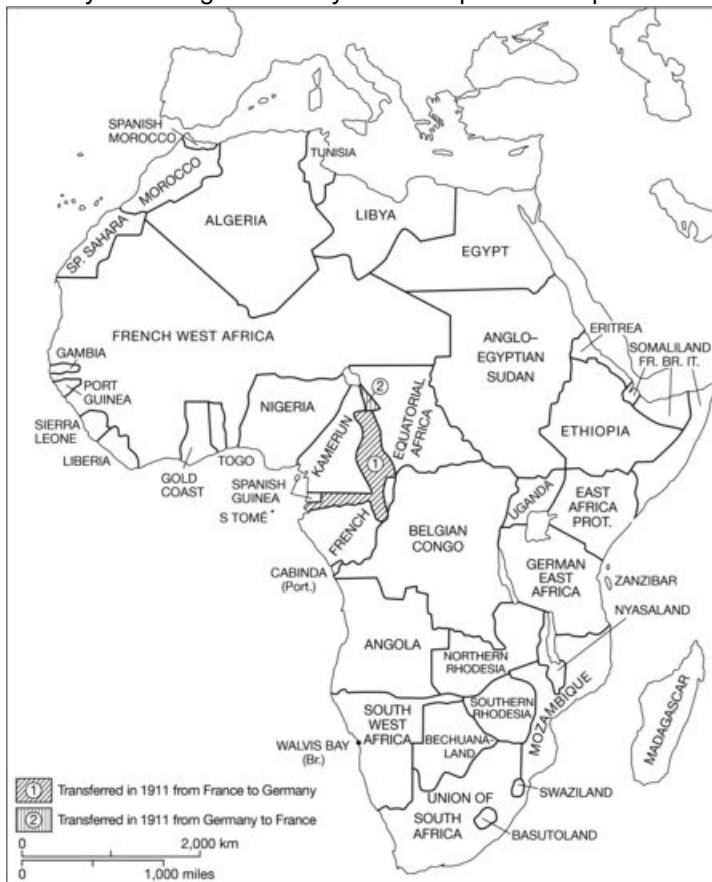 SPANISH
MOROCCO
MOROCCO
TUNISIA
ALGERIA
LIBYA
EGYPT
SP. SAHARA
FRENCH WEST AFRICA
ANGLO-
EGYPTIAN
SUDAN
ERITREA
SOMALILAND
FR. BR. IT.
GAMBIA
PORT
GUINEA
SIERRA
LEONE
LIBERIA
GOLD
COAST
TOGO
NIGERIA
KAMERUN
2
1
EQUATORIAL
AFRICA
FRENCH
ETHIOPIA
SPANISH
GUINEA
S TOMÉ
UGANDA
EAST
AFRICA
PROT.
BELGIAN
CONGO
GERMAN
EAST
AFRICA
ZANZIBAR
NYASALAND
CABINDA
(Port.)
ANGOLA
NORTHERN
RHODESIA
SOUTHERN
RHODESIA
MOZAMBIQUE
MADAGASCAR
SOUTH
WEST
AFRICA
BECHUANA-
LAND
WALVIS BAY
(Br.)
SWAZILAND
UNION OF
SOUTH
AFRICA
BASUTOLAND
1 Transferred in 1911 from France to Germany
2 Transferred in 1911 from Germany to France
0 2,000 km
0 1,000 miles